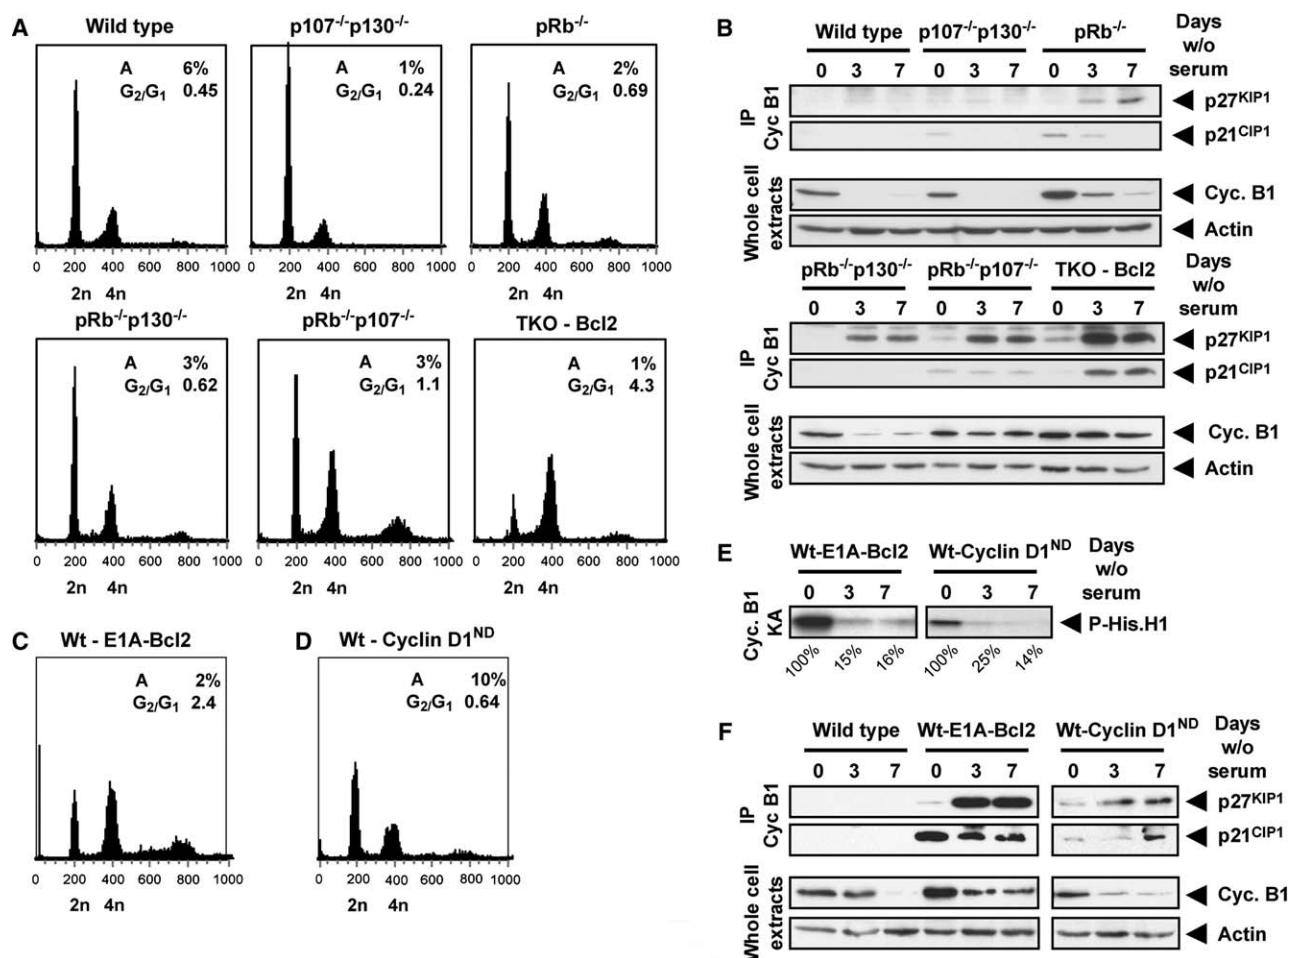 A
Wild type
A 6%
G2/G1 0.45
0 200 400 600 800 1000
2n 4n
p107-/-p130-/-
A 1%
G2/G1 0.24
0 200 400 600 800 1000
2n 4n
pRb-/-
A 2%
G2/G1 0.69
0 200 400 600 800 1000
2n 4n
pRb-/-p130-/-
A 3%
G2/G1 0.62
0 200 400 600 800 1000
2n 4n
pRb-/-p107-/-
A 3%
G2/G1 1.1
0 200 400 600 800 1000
2n 4n
TKO - Bcl2
A 1%
G2/G1 4.3
0 200 400 600 800 1000
2n 4n
B
Wild type p107-/-p130-/- pRb-/- Days
w/o
serum
0 3 7 0 3 7 0 3 7
IP
Cyc B1
p27KIP1
p21CIP1
Whole cell
extracts
Cyc. B1
Actin
pRb-/-p130-/- pRb-/-p107-/- TKO - Bcl2 Days
w/o
serum
0 3 7 0 3 7 0 3 7
IP
Cyc B1
p27KIP1
p21CIP1
Whole cell
extracts
Cyc. B1
Actin
C
Wt - E1A-Bcl2
A 2%
G2/G1 2.4
0 200 400 600 800 1000
2n 4n
D
Wt - Cyclin D1ND
A 10%
G2/G1 0.64
0 200 400 600 800 1000
2n 4n
E
Wt-E1A-Bcl2 Wt-Cyclin D1ND Days
w/o
serum
0 3 7 0 3 7
Cyc. B1
KA
P-His.H1
100% 15% 16% 100% 25% 14%
F
Wild type Wt-E1A-Bcl2 Wt-Cyclin D1ND Days
w/o
serum
0 3 7 0 3 7 0 3 7
IP
Cyc B1
p27KIP1
p21CIP1
Whole cell
extracts
Cyc. B1
Actin